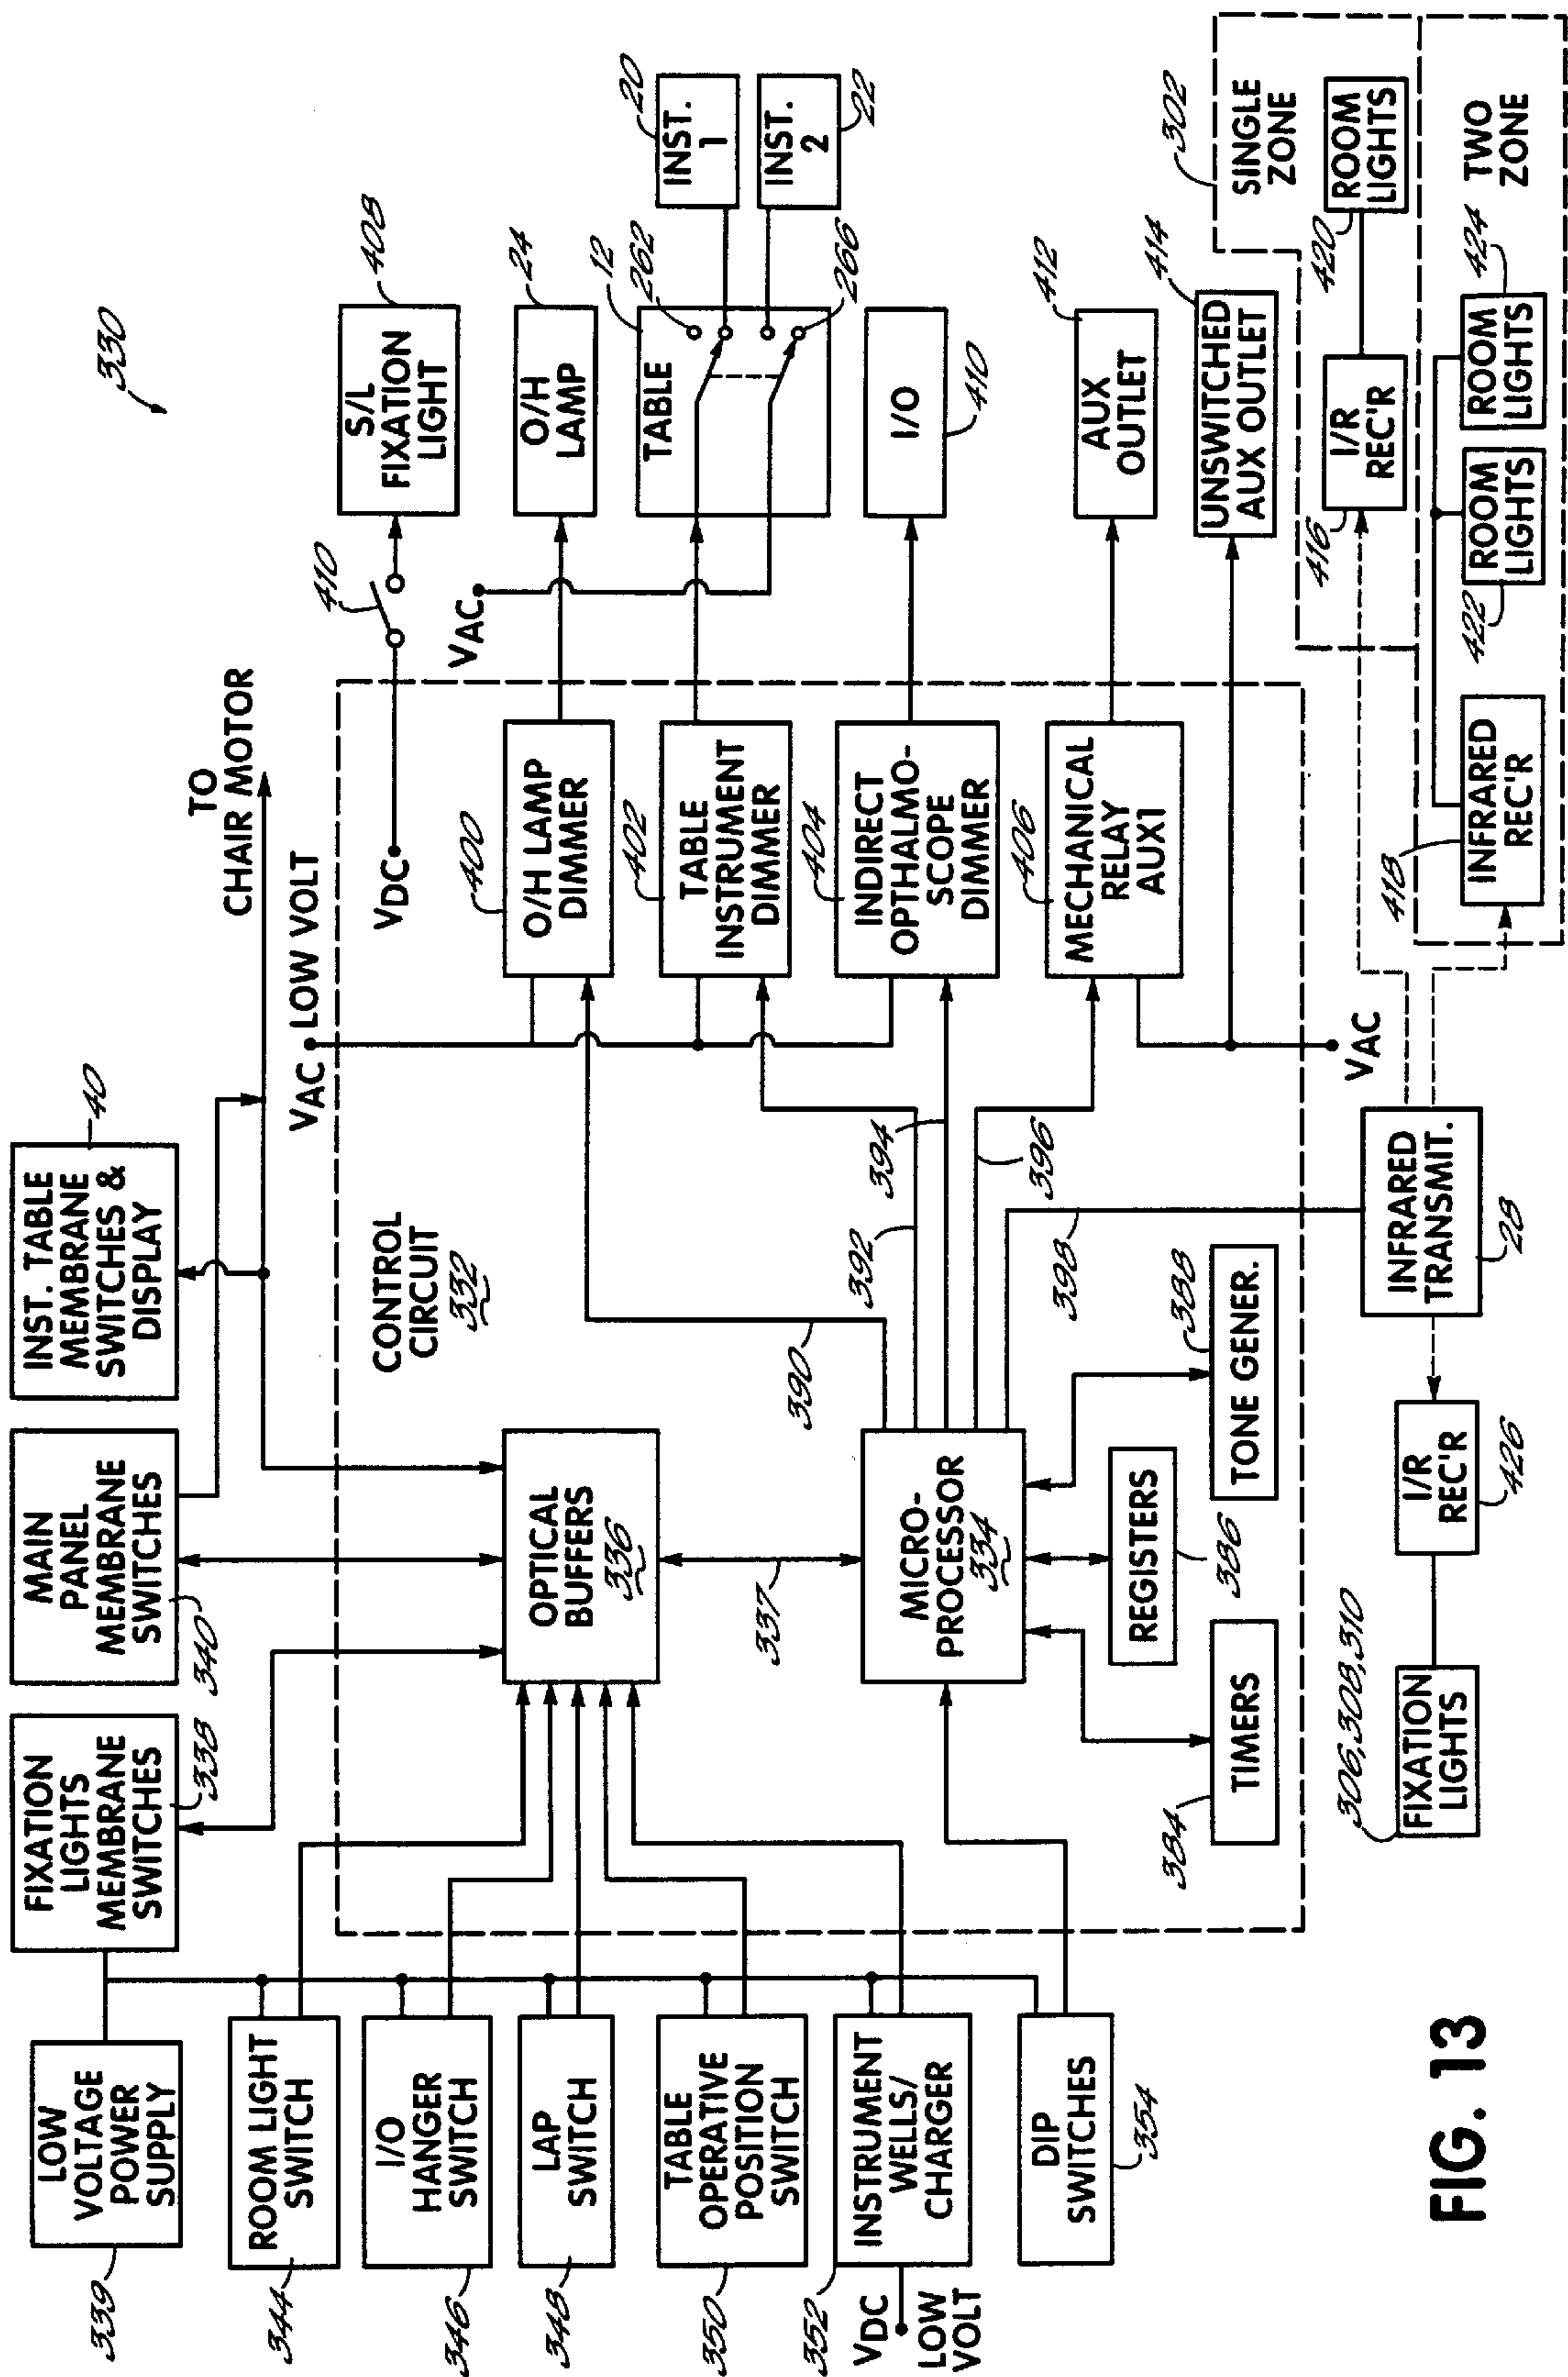 330
LOW
VOLTAGE
POWER
SUPPLY
339
FIXATION
LIGHTS
MEMBRANE
SWITCHES
338
MAIN
PANEL
MEMBRANE
SWITCHES
340
INST. TABLE
MEMBRANE
SWITCHES &
DISPLAY
40
TO
CHAIR MOTOR
ROOM LIGHT
SWITCH
344
I/O
HANGER
SWITCH
346
LAP
SWITCH
348
TABLE
OPERATIVE
POSITION
SWITCH
350
INSTRUMENT
WELLS/
CHARGER
352
VDC
LOW
VOLT
DIP
SWITCHES
354
CONTROL
CIRCUIT
332
OPTICAL
BUFFERS
336
337
MICRO-
PROCESSOR
334
TIMERS
384
REGISTERS
386
TONE GENER.
388
390
392
394
396
398
VAC LOW VOLT
O/H LAMP
DIMMER
400
TABLE
INSTRUMENT
DIMMER
402
INDIRECT
OPTHALMO-
SCOPE
DIMMER
404
MECHANICAL
RELAY
AUX1
406
VAC
VDC
410
S/L
FIXATION
LIGHT
408
O/H
LAMP
24
VAC
TABLE
12
262
266
INST.
1
20
INST.
2
22
I/O
410
AUX
OUTLET
412
UNSWITCHED
AUX OUTLET
414
FIXATION
LIGHTS
306,308,310
I/R
REC'R
426
INFRARED
TRANSMIT.
28
302
SINGLE
ZONE
I/R
REC'R
416
ROOM
LIGHTS
420
TWO
ZONE
INFRARED
REC'R
418
ROOM
LIGHTS
422
ROOM
LIGHTS
424
FIG. 13